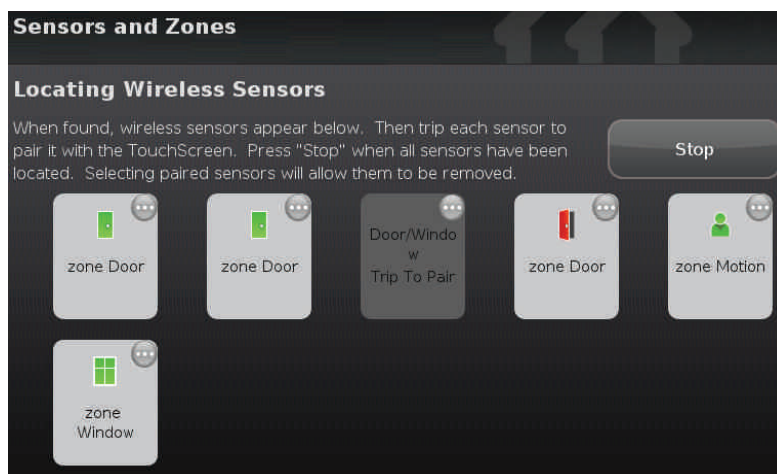 Sensors and Zones
Locating Wireless Sensors
When found, wireless sensors appear below. Then trip each sensor to
pair it with the TouchScreen. Press "Stop" when all sensors have been
located. Selecting paired sensors will allow them to be removed.
Stop
zone Door
zone Door
Door/Windo
w
Trip To Pair
zone Door
zone Motion
zone
Window